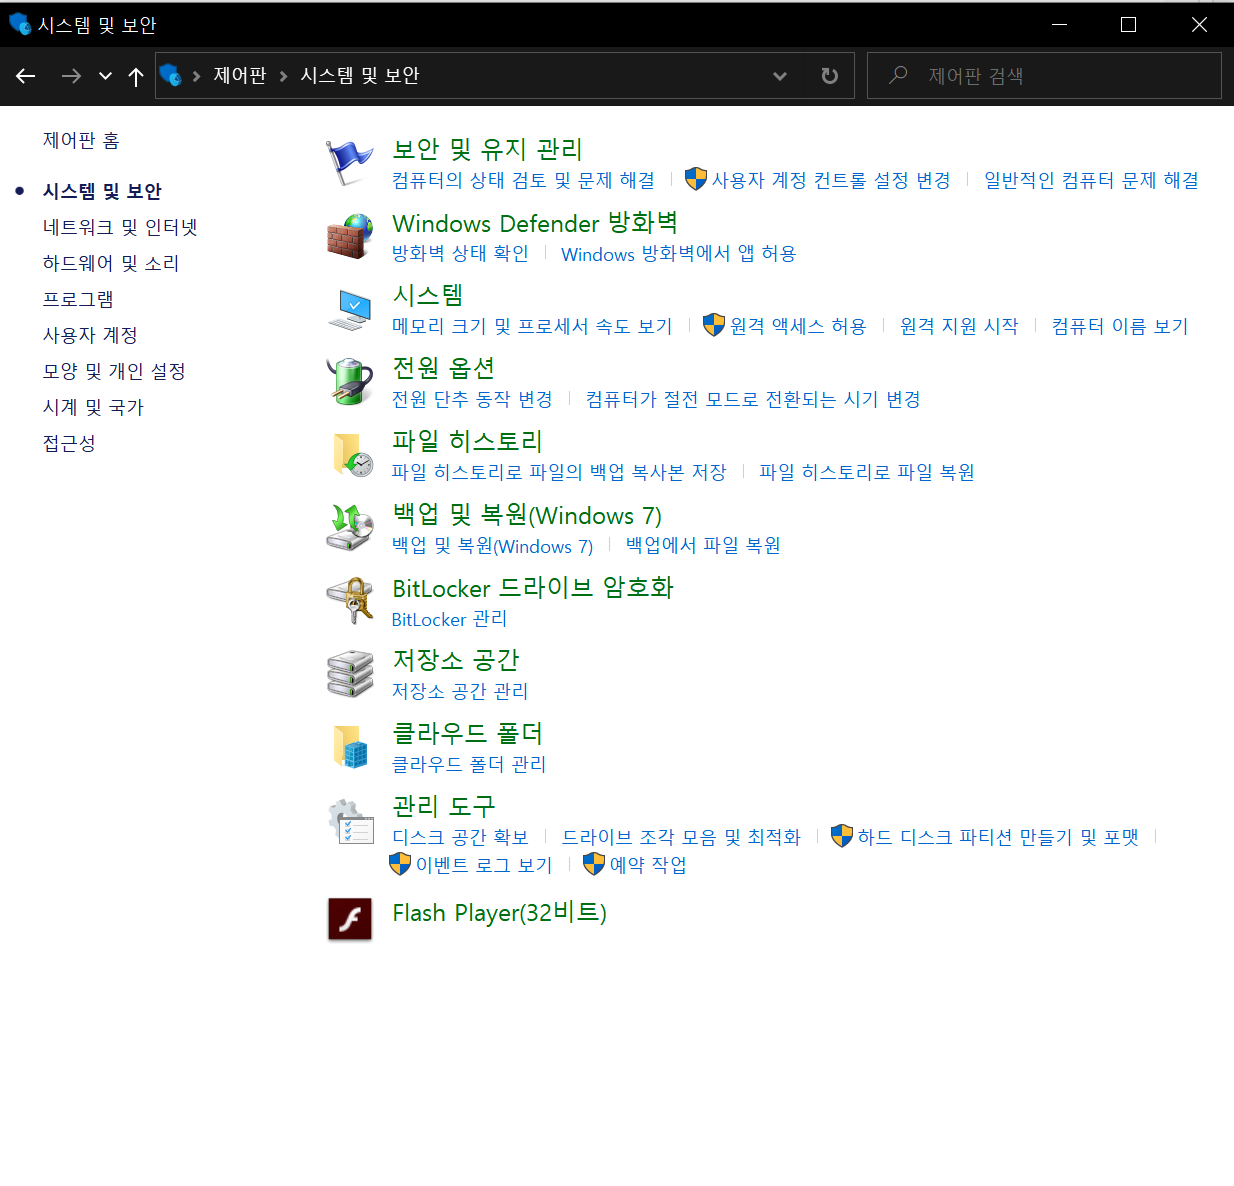 시스템 및 보안
제어판 시스템 및 보안
제어판 검색
제어판 홈
시스템 및 보안
네트워크 및 인터넷
하드웨어 및 소리
프로그램
사용자 계정
모양 및 개인 설정
시계 및 국가
접근성
보안 및 유지 관리
컴퓨터의 상태 검토 및 문제 해결 사용자 계정 컨트롤 설정 변경 일반적인 컴퓨터 문제 해결
Windows Defender 방화벽
방화벽 상태 확인 Windows 방화벽에서 앱 허용
시스템
메모리 크기 및 프로세서 속도 보기 원격 액세스 허용 원격 지원 시작 컴퓨터 이름 보기
전원 옵션
전원 단추 동작 변경 컴퓨터가 절전 모드로 전환되는 시기 변경
파일 히스토리
파일 히스토리로 파일의 백업 복사본 저장 파일 히스토리로 파일 복원
백업 및 복원(Windows 7)
백업 및 복원(Windows 7) 백업에서 파일 복원
BitLocker 드라이브 암호화
BitLocker 관리
저장소 공간
저장소 공간 관리
클라우드 폴더
클라우드 폴더 관리
관리 도구
디스크 공간 확보 드라이브 조각 모음 및 최적화 하드 디스크 파티션 만들기 및 포맷
이벤트 로그 보기 예약 작업
Flash Player(32비트)